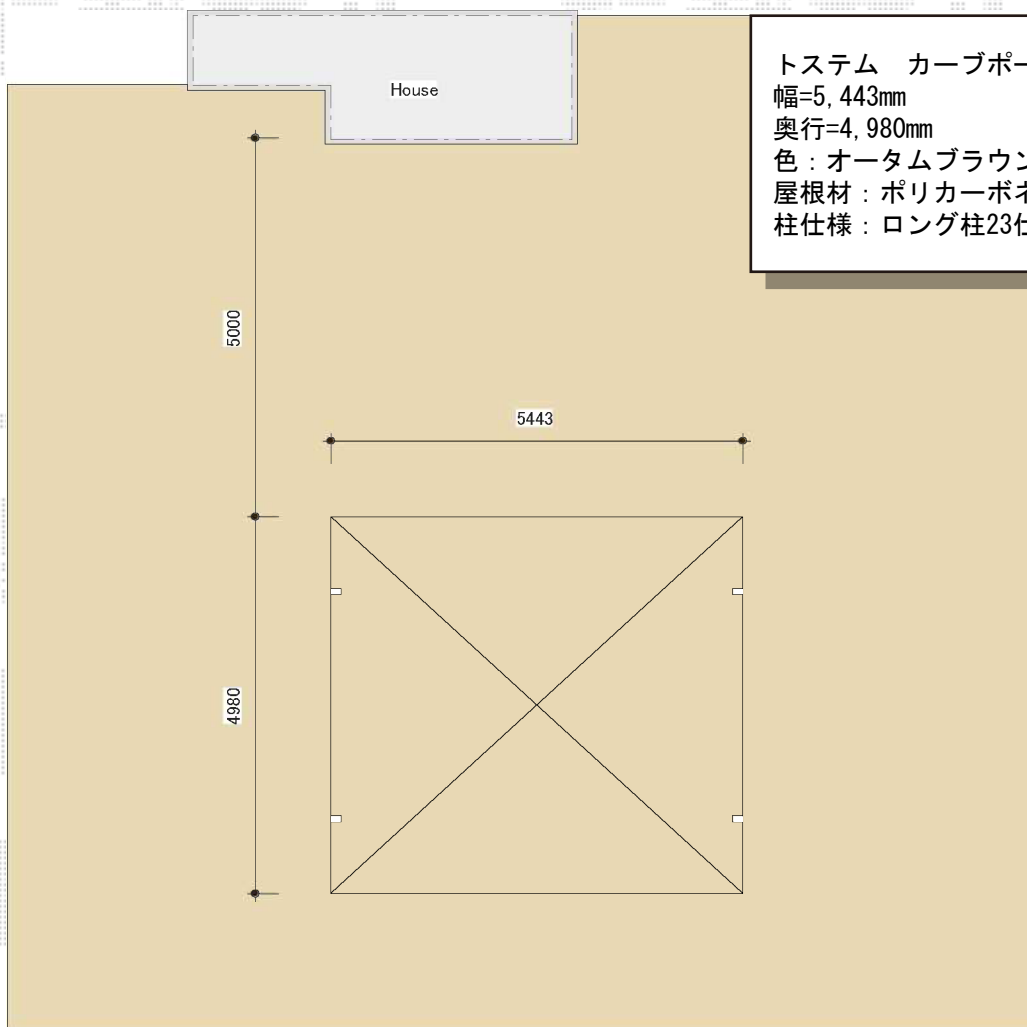 House
トステム カーブポー
幅=5,443mm
奥行=4,980mm
色：オータムブラウン
屋根材：ポリカーボネ
柱仕様：ロング柱23仕
5000
5443
4980